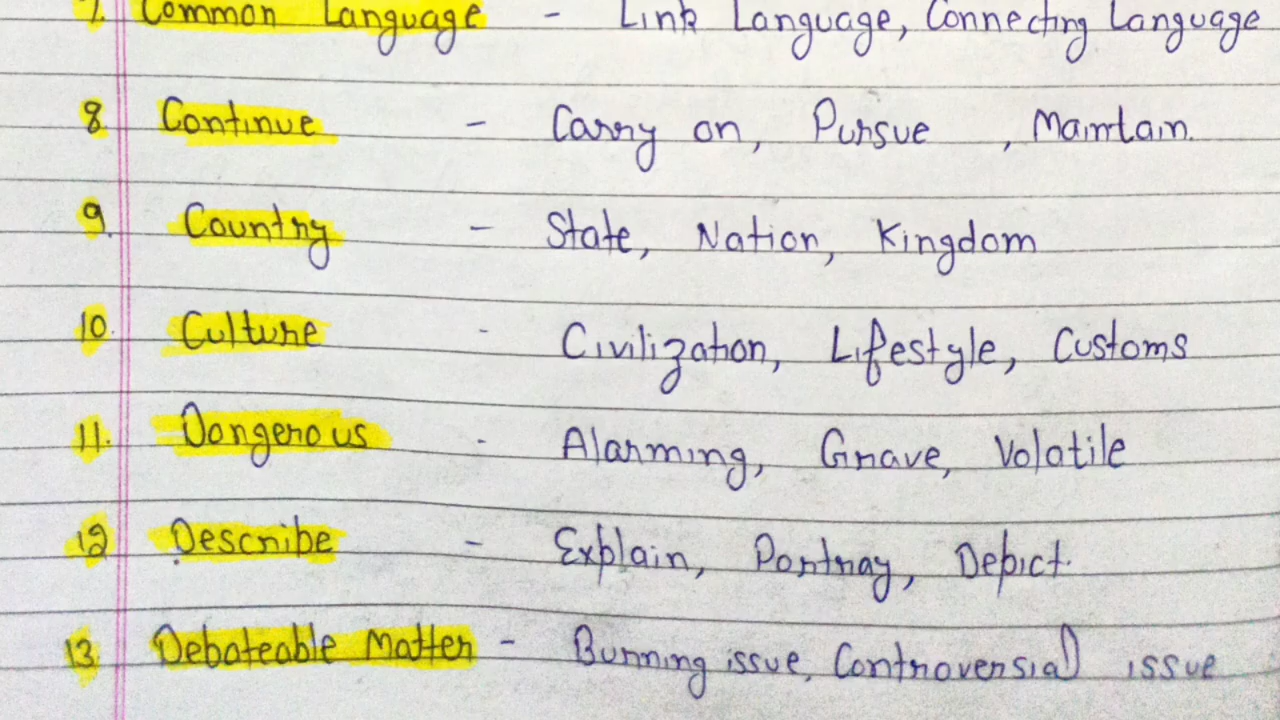 7. Common Language - Link Language, Connecting Language
8 Continue - Carry on, Pursue , Maintain.
9. Country - State, Nation, Kingdom
10. Culture - Civilization, Lifestyle, Customs
11. Dangerous - Alarming, Grave, Volatile
12 Describe - Explain, Portray, Depict.
13 Debateable Matter - Burning issue, Controversial issue